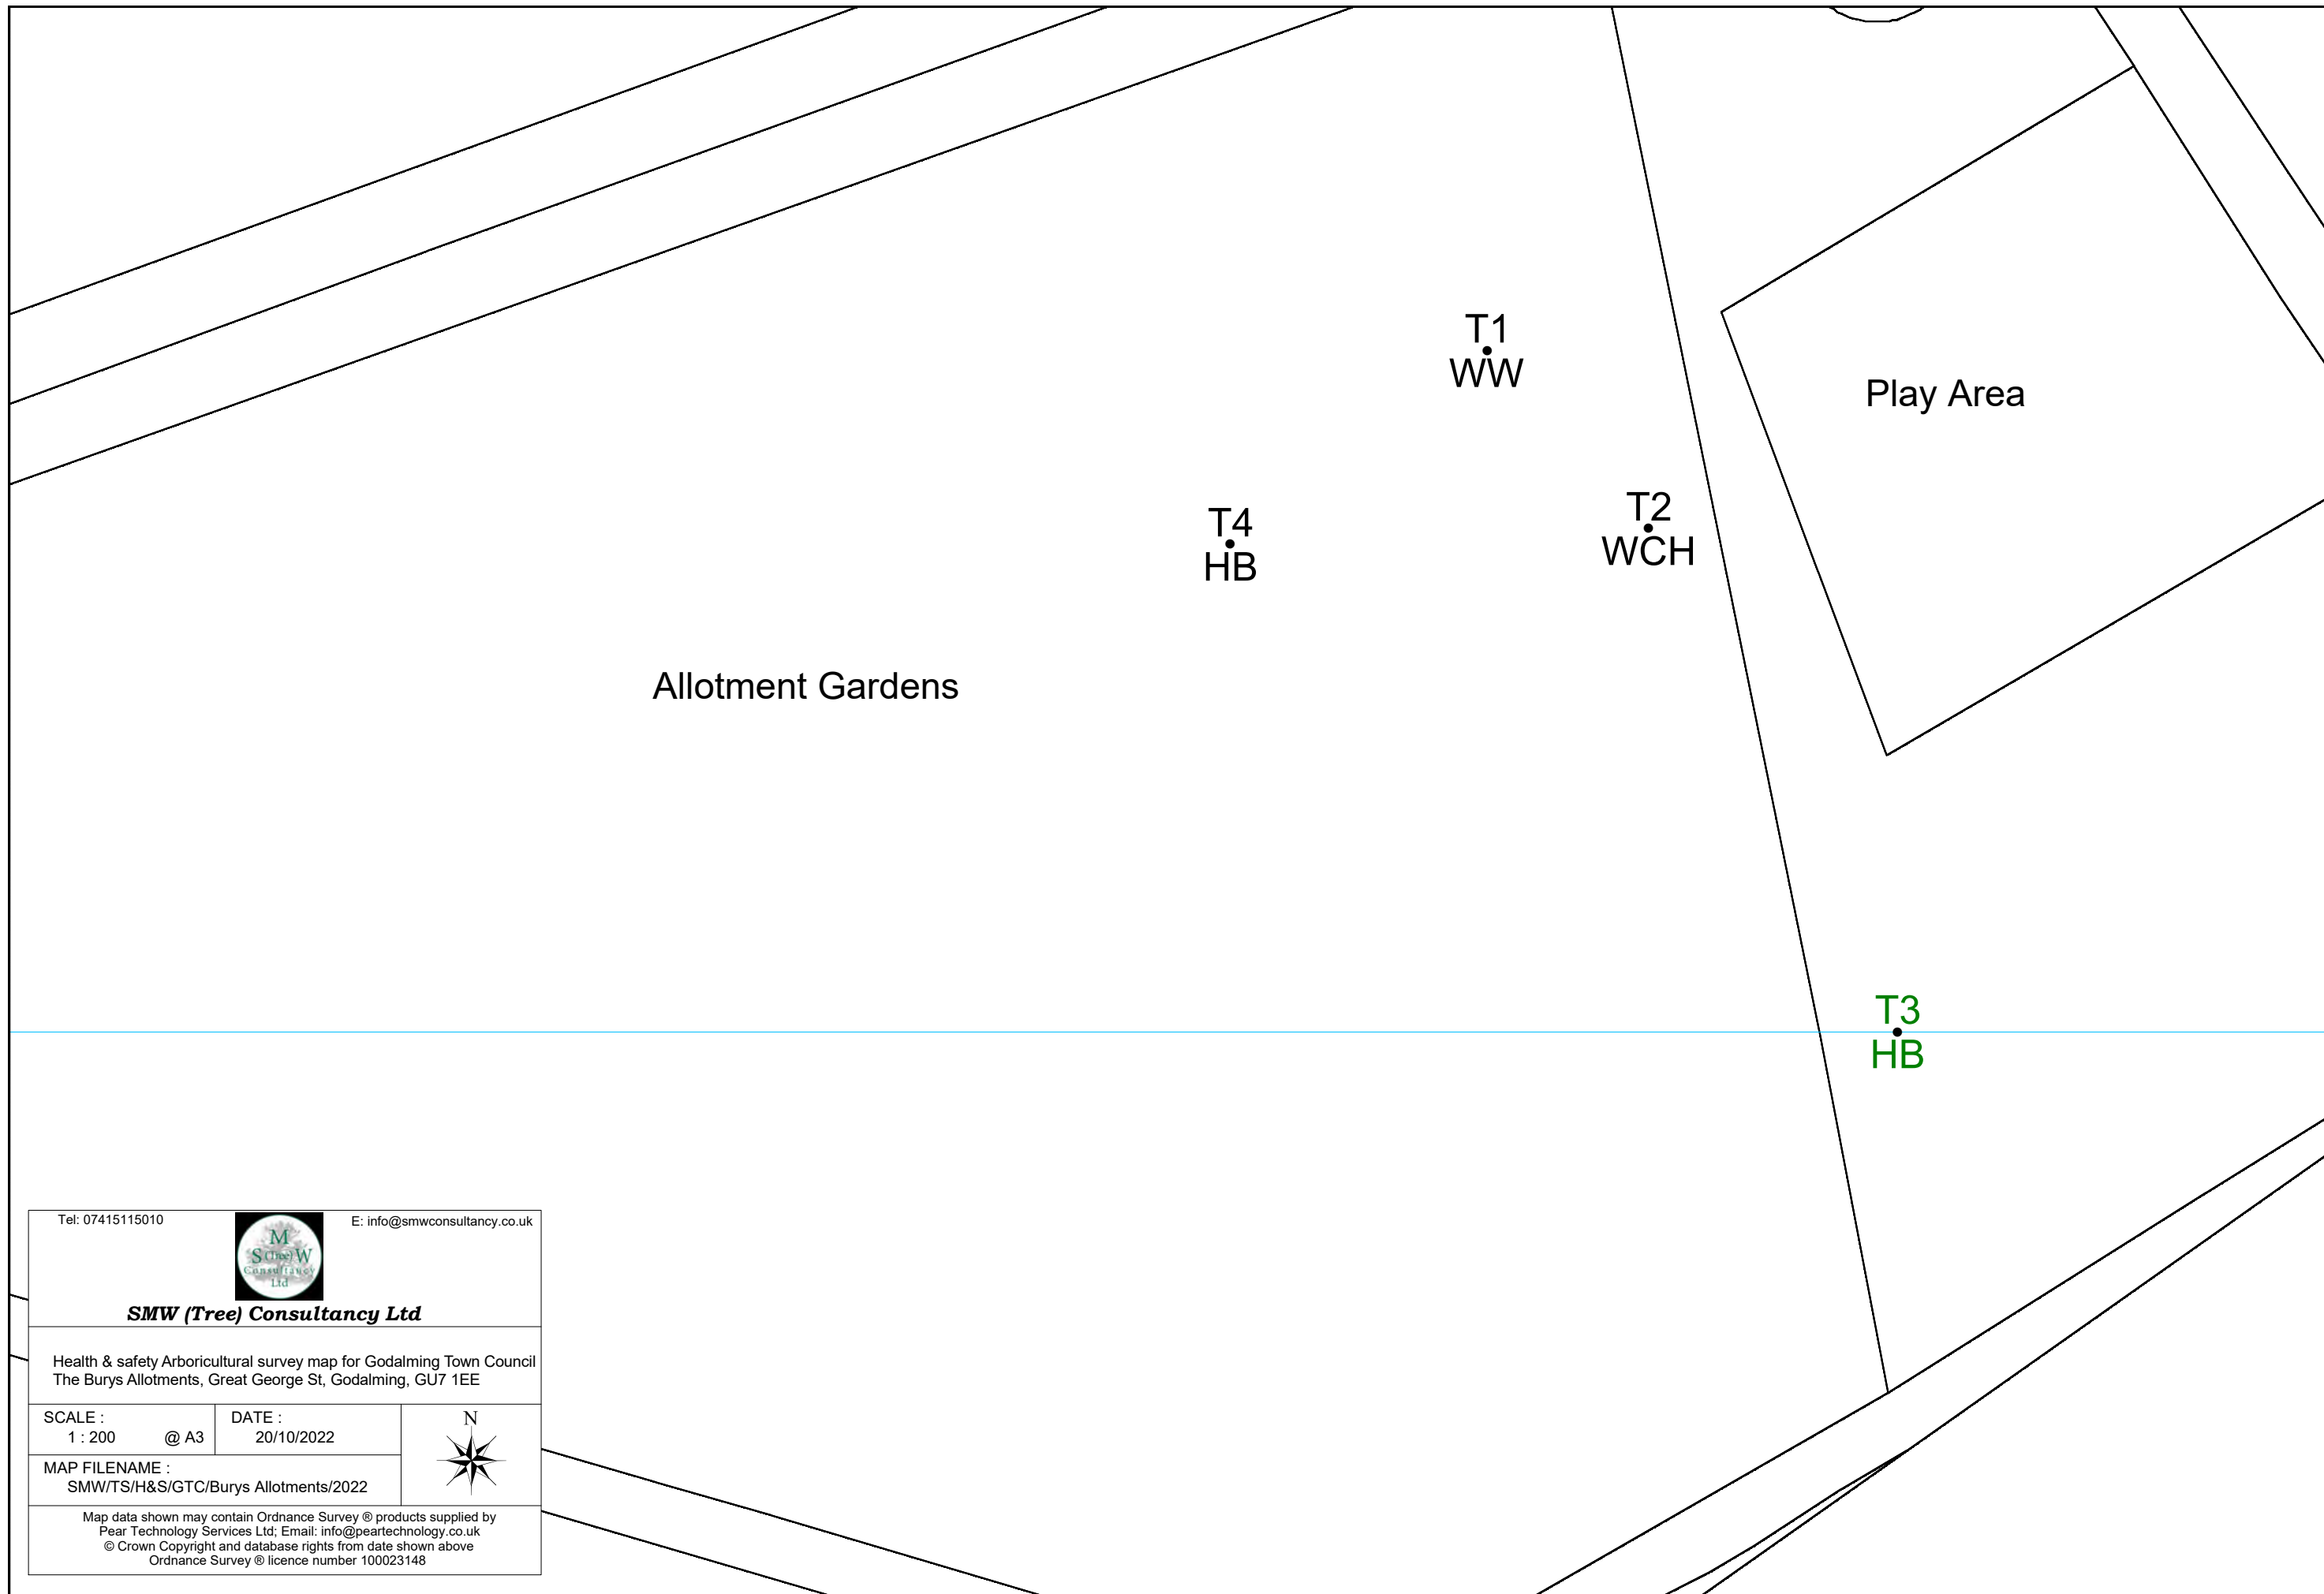 T1
WW
Play Area
T2
WCH
T4
HB
Allotment Gardens
T3
HB
Tel: 07415115010
E: info@smwconsultancy.co.uk
M
S (Tree) W
Consultancy
Ltd
SMW (Tree) Consultancy Ltd
Health & safety Arboricultural survey map for Godalming Town Council
The Burys Allotments, Great George St, Godalming, GU7 1EE
SCALE :
1 : 200 @ A3
DATE :
20/10/2022
N
MAP FILENAME :
SMW/TS/H&S/GTC/Burys Allotments/2022
Map data shown may contain Ordnance Survey ® products supplied by
Pear Technology Services Ltd; Email: info@peartechnology.co.uk
© Crown Copyright and database rights from date shown above
Ordnance Survey ® licence number 100023148